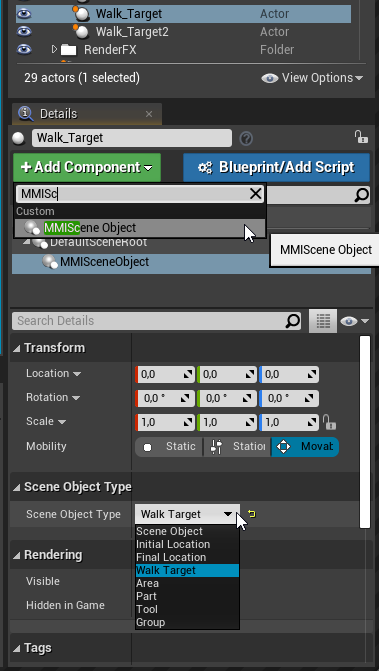 Walk_Target Actor
Walk_Target2 Actor
RenderFX Folder
29 actors (1 selected) View Options
Details
Walk_Target
+Add Component Blueprint/Add Script
MMISc
Custom
MMIScene Object
MMIScene Object
DefaultSceneRoot
MMISceneObject
Search Details
Transform
Location 0,0 0,0 0,0
Rotation 0,0 ° 0,0 ° 0,0 °
Scale 1,0 1,0 1,0
Mobility Static Station Movab
Scene Object Type
Scene Object Type Walk Target
Scene Object
Initial Location
Final Location
Walk Target
Area
Part
Tool
Group
Rendering
Visible
Hidden in Game
Tags